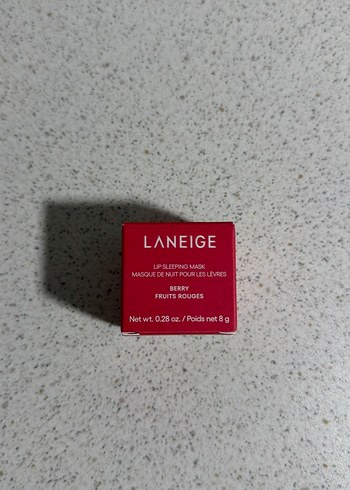 LANEIGE
LIP SLEEPING MASK
MASQUE DE NUIT POUR LES LÈVRES
BERRY
FRUITS ROUGES
Net wt. 0.28 oz. / Poids net 8 g